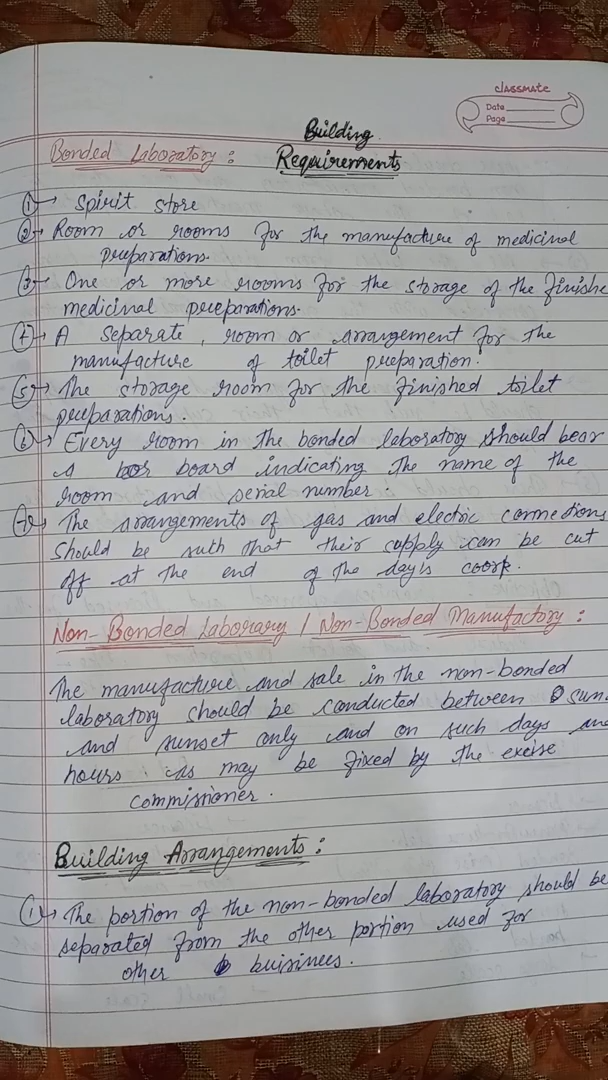 classmate
Date
Page
Building
Bonded Laboratory : Requirements
① → Spirit store
② → Room or rooms for the manufacture of medicinal
preparations.
③ → One or more rooms for the storage of the finishe
medicinal preparations.
④ → A separate, room or arrangement for the
manufacture of toilet preparation.
⑤ → The storage room for the finished toilet
preparations.
⑥ → Every room in the bonded laboratory should bear
a board indicating the name of the
room and serial number.
⑦ → The arrangements of gas and electric connections
should be suth that their supply can be cut
off at the end of the day's
Non-Bonded Laborary / Non-Bonded Manufactory :
The manufacture and sale in the non-bonded
laboratory should be conducted between sun
and sunset only and on such days an
hours as may be fixed by the excise
commissioner.
Building Arrangements :
① → The portion of the non-bonded laboratory should be
separated from the other portion used for
other buisinees.